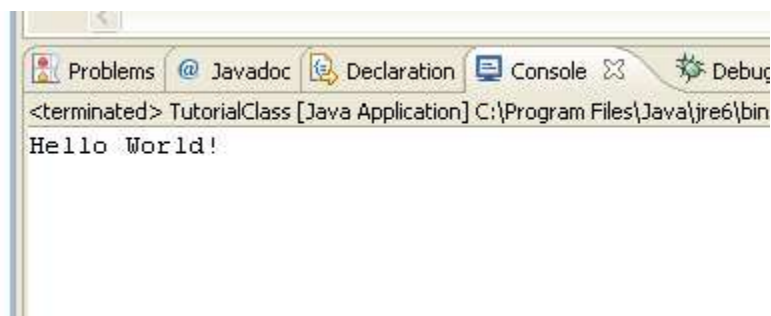 Problems @ Javadoc Declaration Console Debug
<terminated> TutorialClass [Java Application] C:\Program Files\Java\jre6\bin
Hello World!